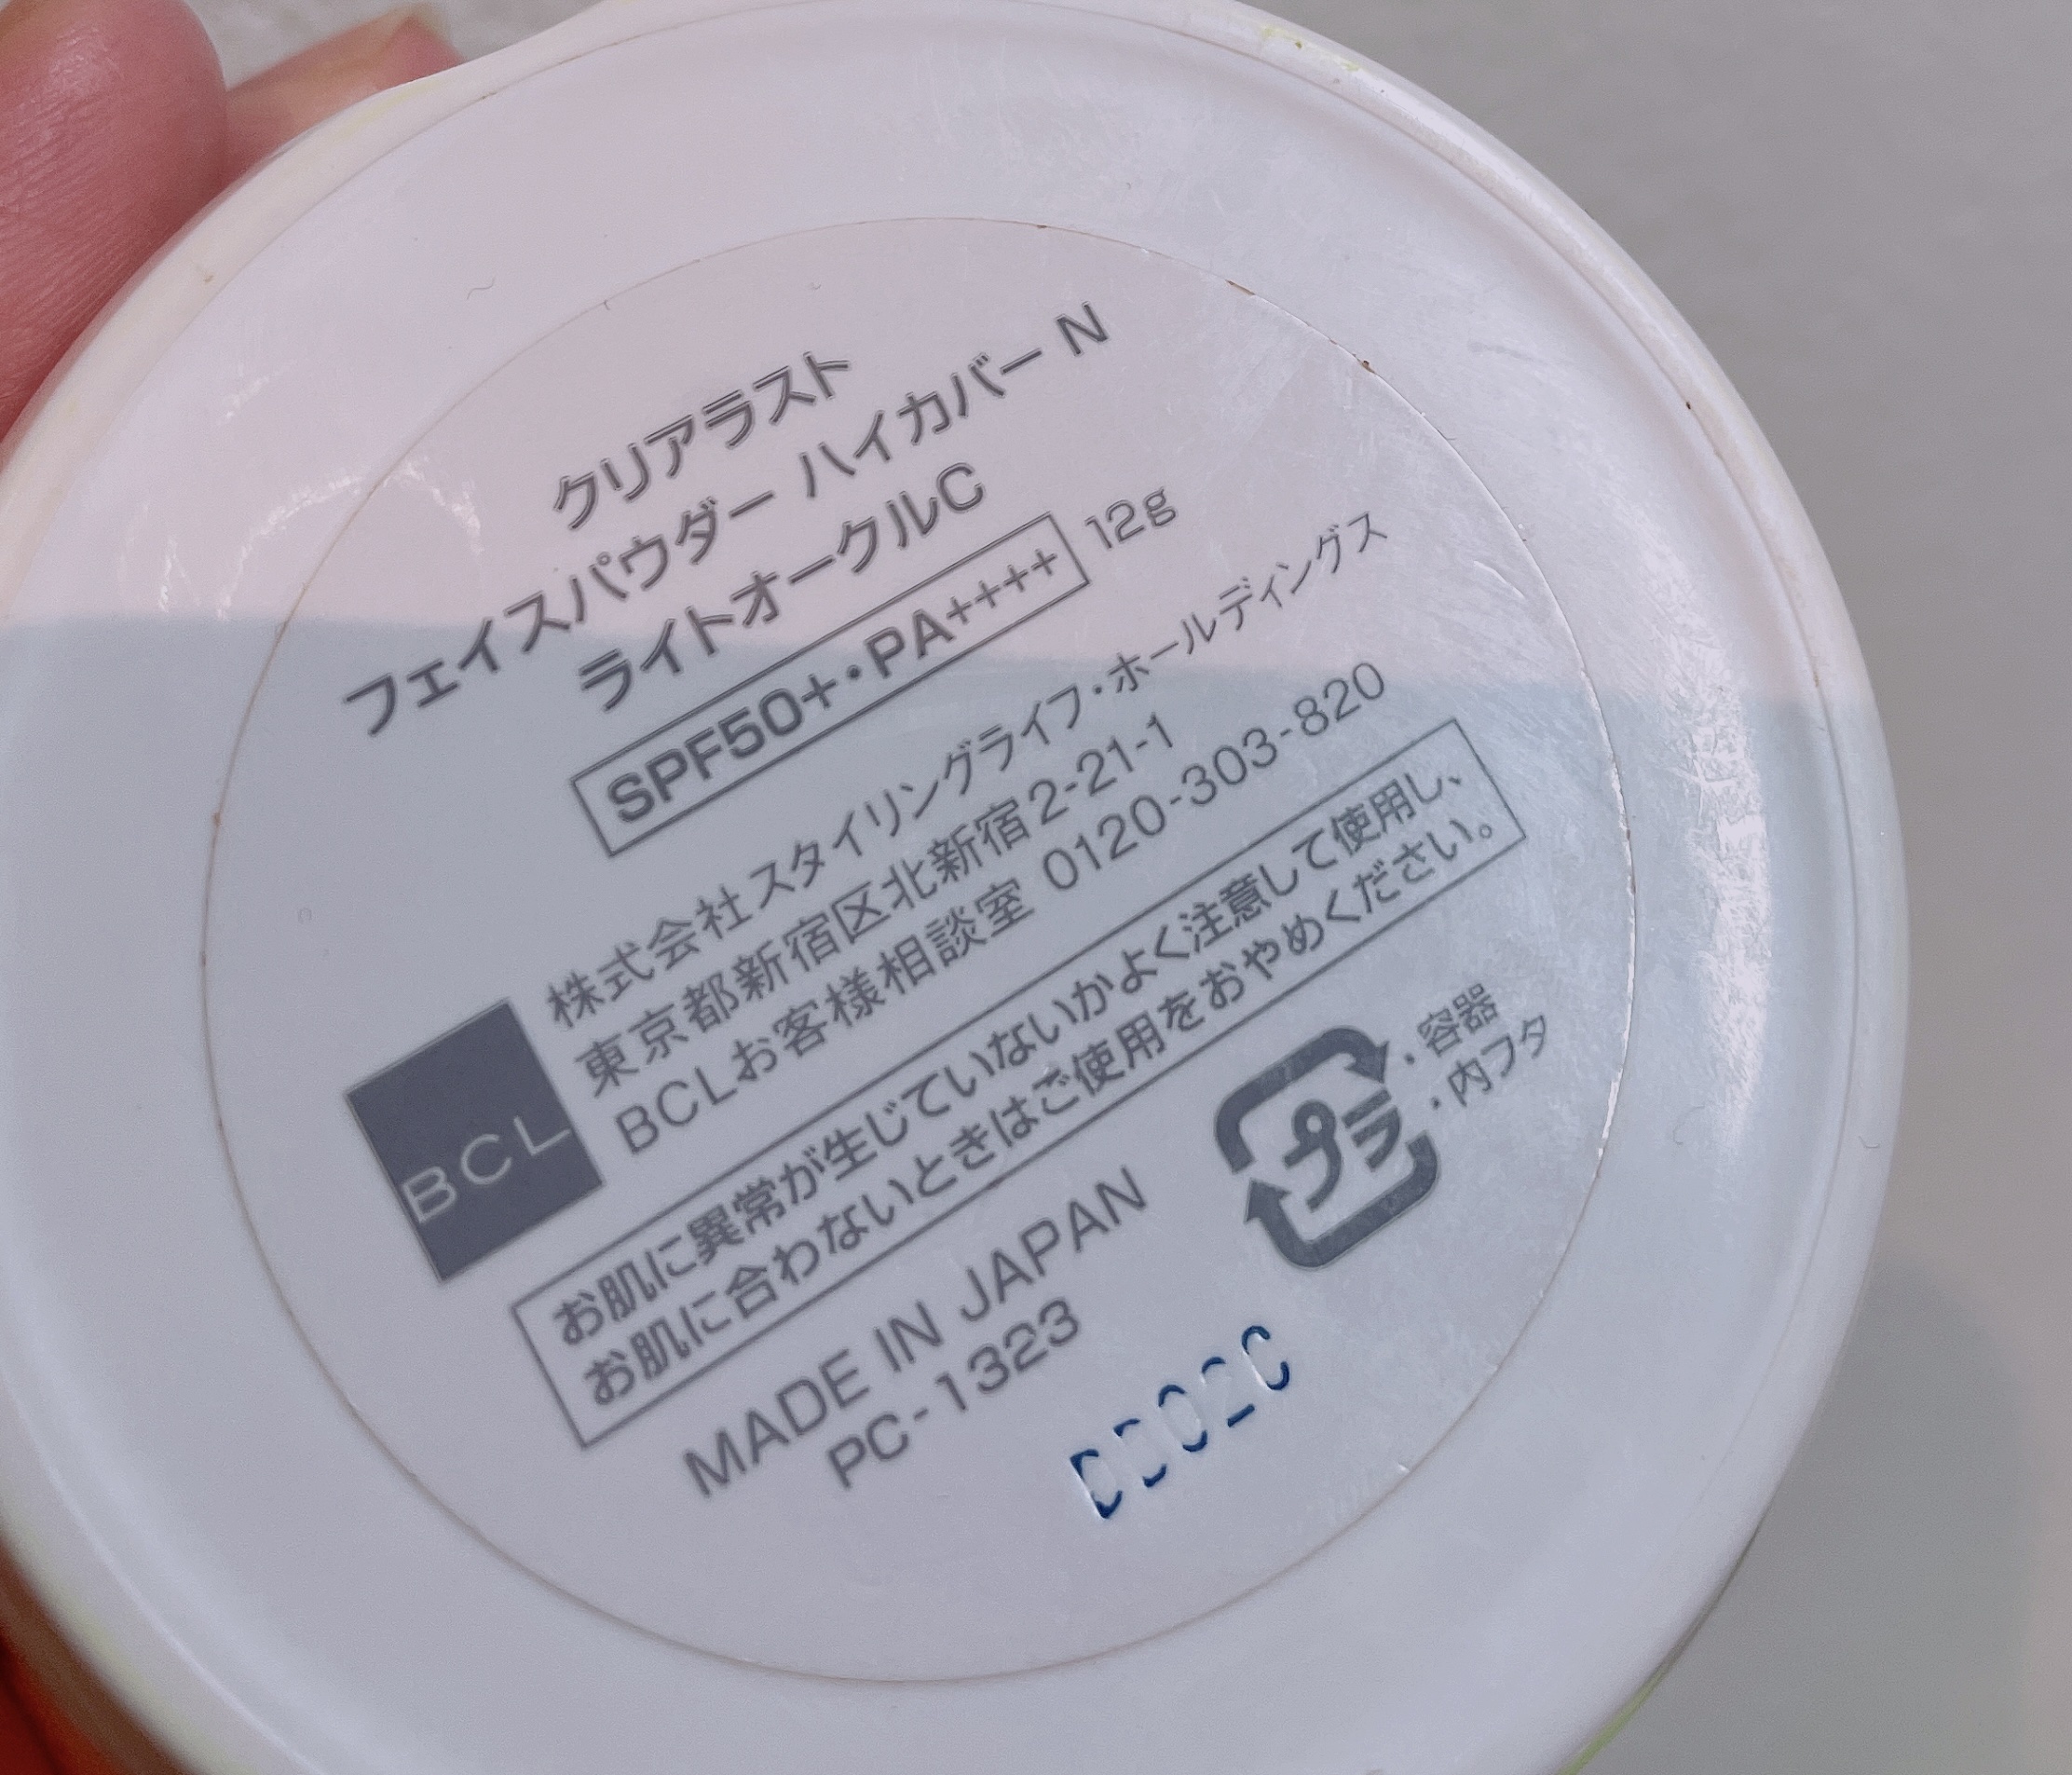 クリアラスト
フェイスパウダー ハイカバー N
ライトオークルC
SPF50+・PA++++ 12g
株式会社スタイリングライフ・ホールディングス
東京都新宿区北新宿2-21-1
BCLお客様相談室 0120-303-820
BCL
お肌に異常が生じていないかよく注意して使用し、
お肌に合わないときはご使用をおやめください。
プラ
・容器
・内フタ
MADE IN JAPAN
PC-1323